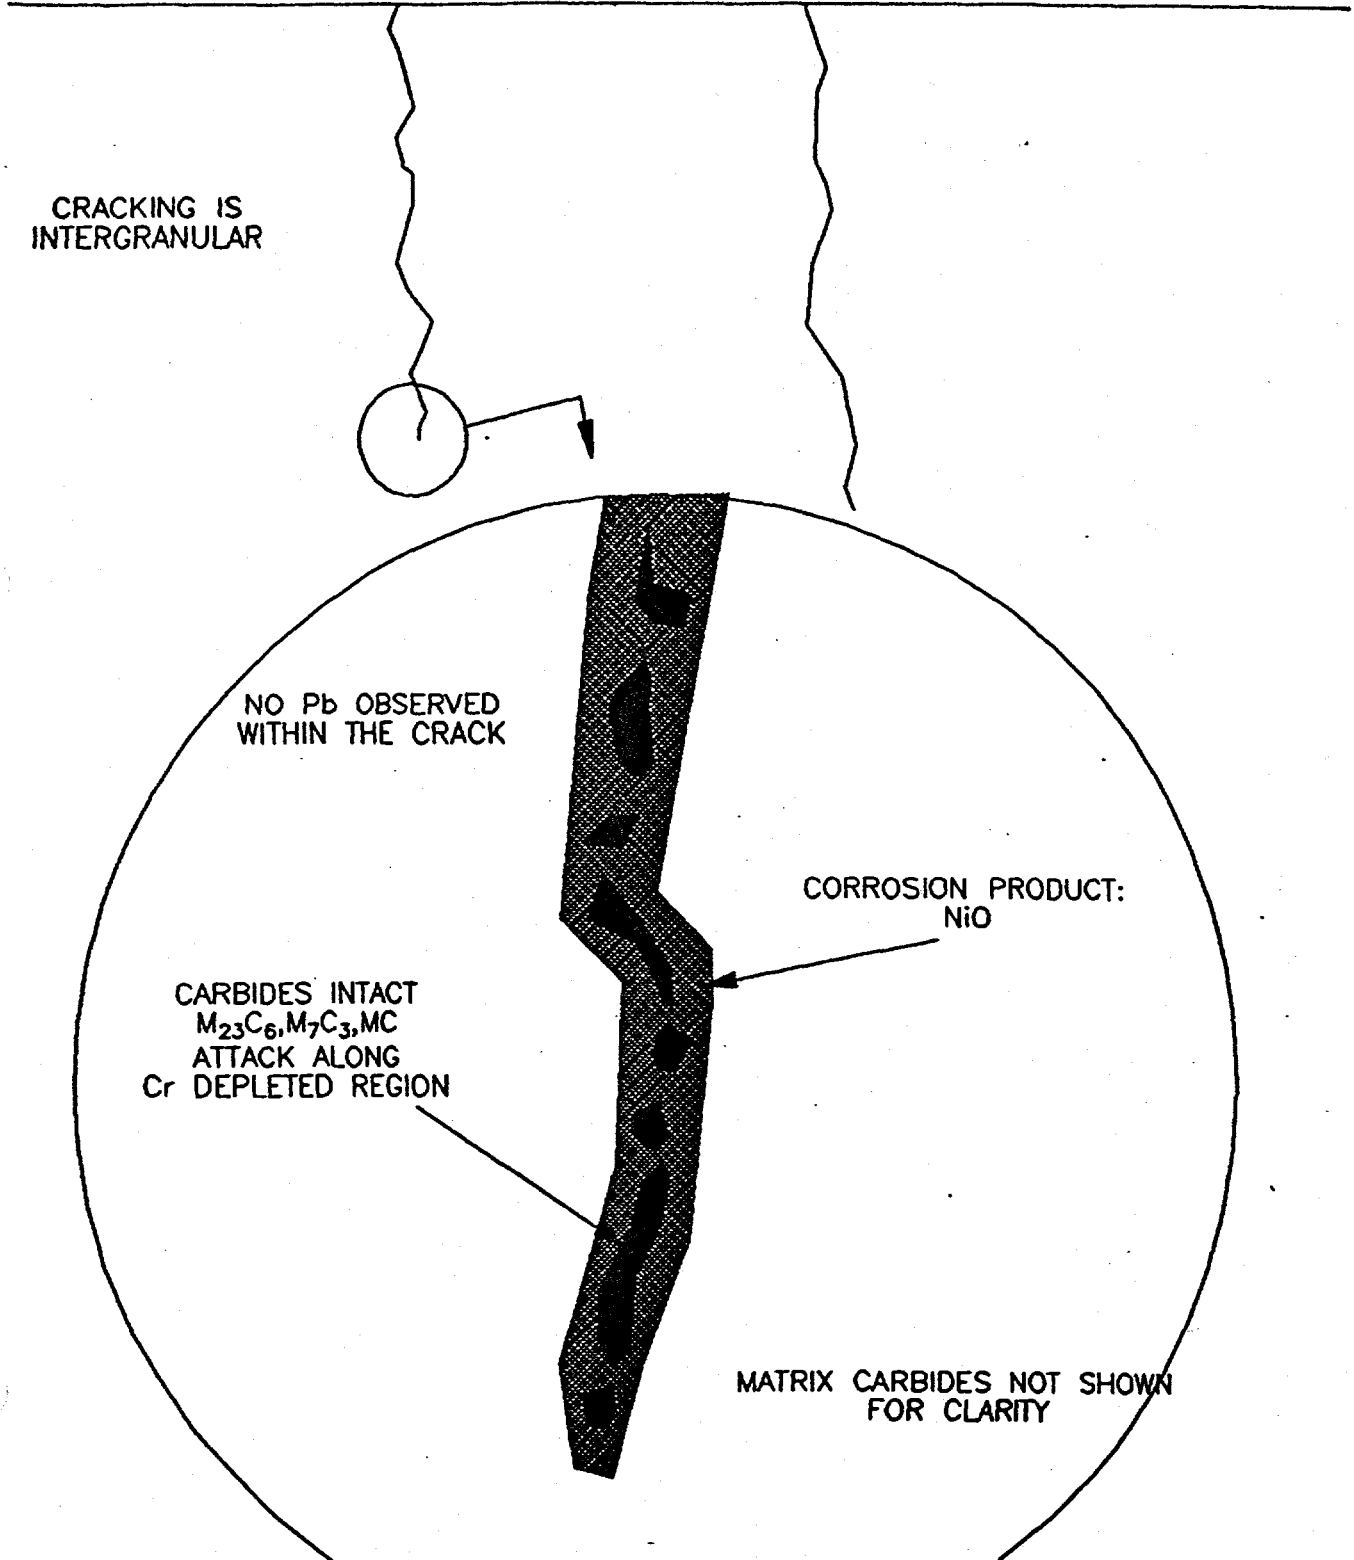 CRACKING IS
INTERGRANULAR
NO Pb OBSERVED
WITHIN THE CRACK
CORROSION PRODUCT:
NiO
CARBIDES INTACT
M₂₃C₆,M₇C₃,MC
ATTACK ALONG
Cr DEPLETED REGION
MATRIX CARBIDES NOT SHOWN
FOR CLARITY